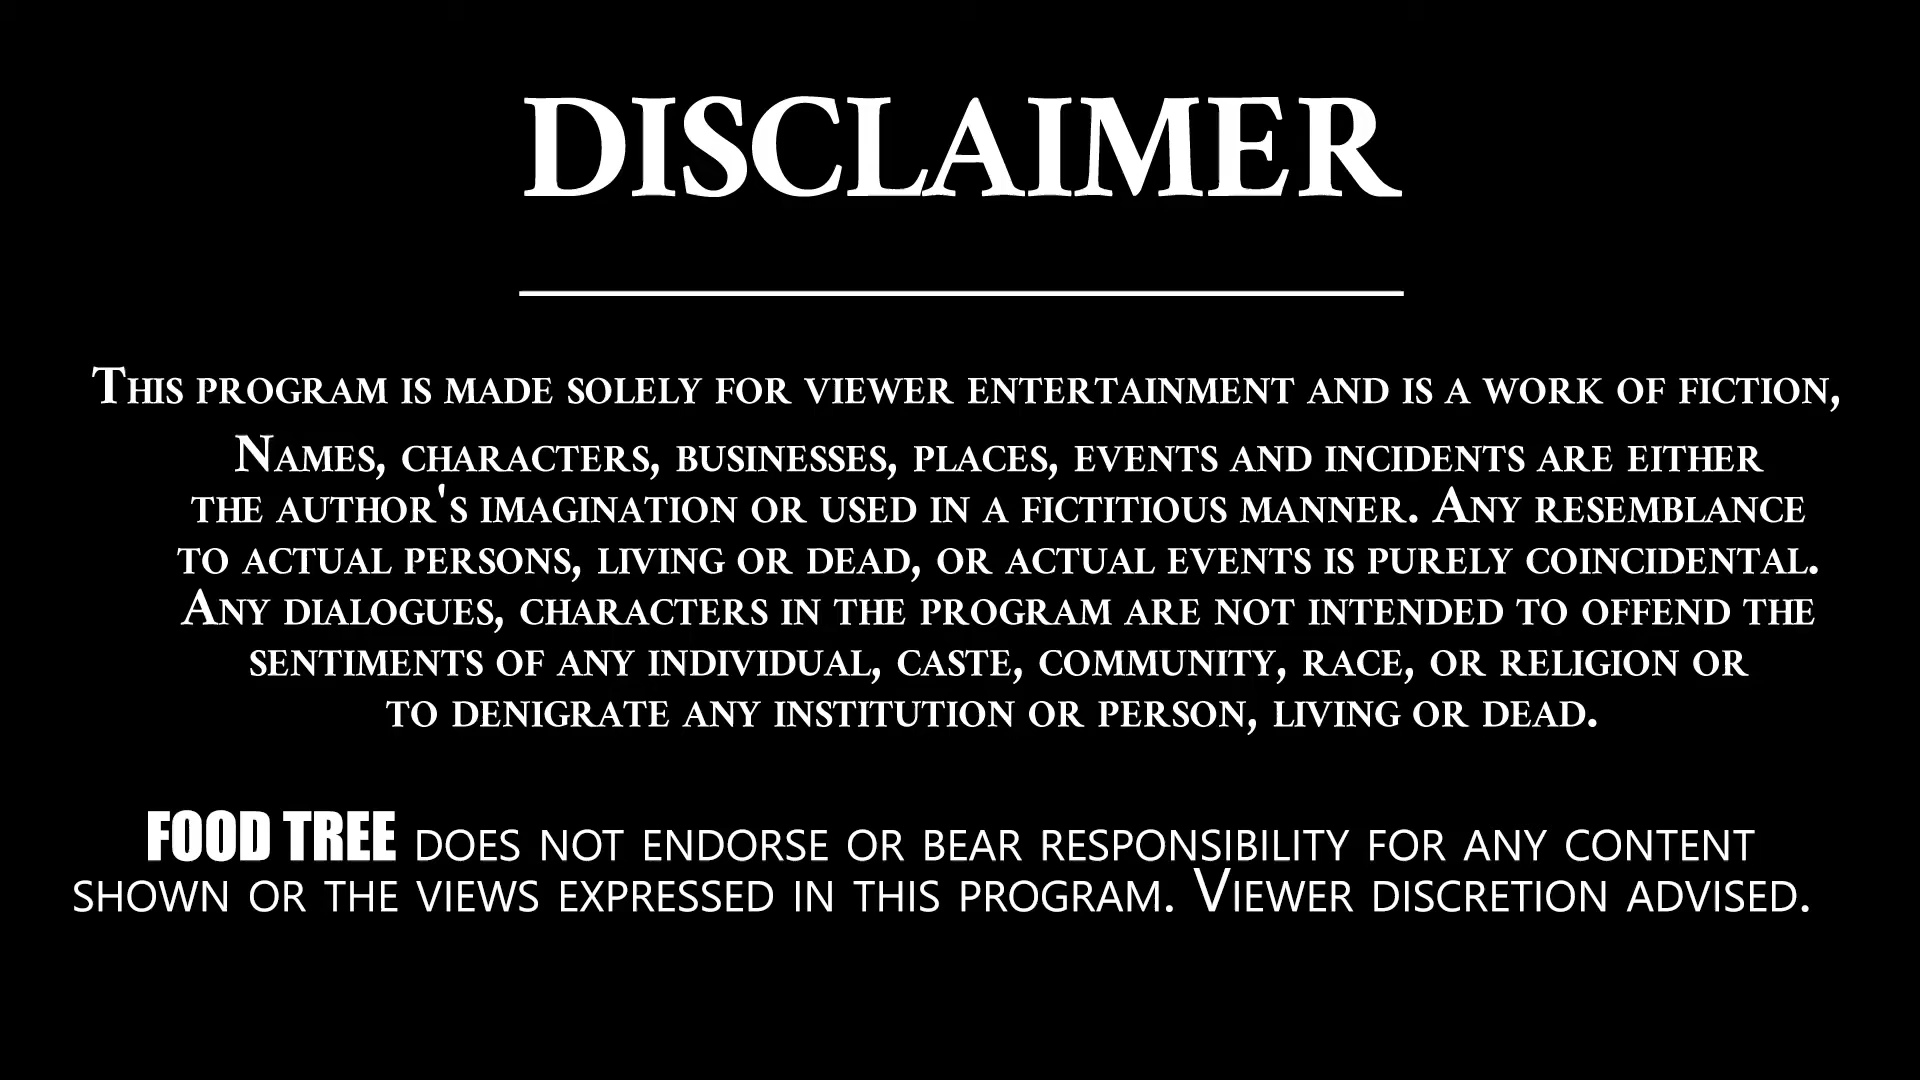 DISCLAIMER
This program is made solely for viewer entertainment and is a work of fiction,
Names, characters, businesses, places, events and incidents are either
the author's imagination or used in a fictitious manner. Any resemblance
to actual persons, living or dead, or actual events is purely coincidental.
Any dialogues, characters in the program are not intended to offend the
sentiments of any individual, caste, community, race, or religion or
to denigrate any institution or person, living or dead.
FOOD TREE does not endorse or bear responsibility for any content
shown or the views expressed in this program. Viewer discretion advised.